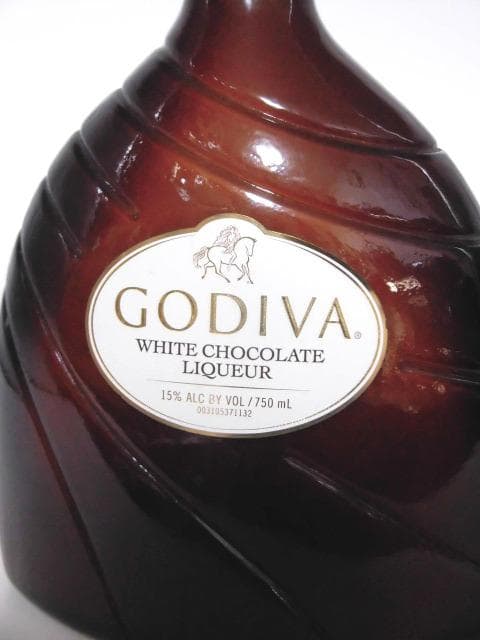 GODIVA®
WHITE CHOCOLATE
LIQUEUR
15% ALC BY VOL / 750 mL
003105371132